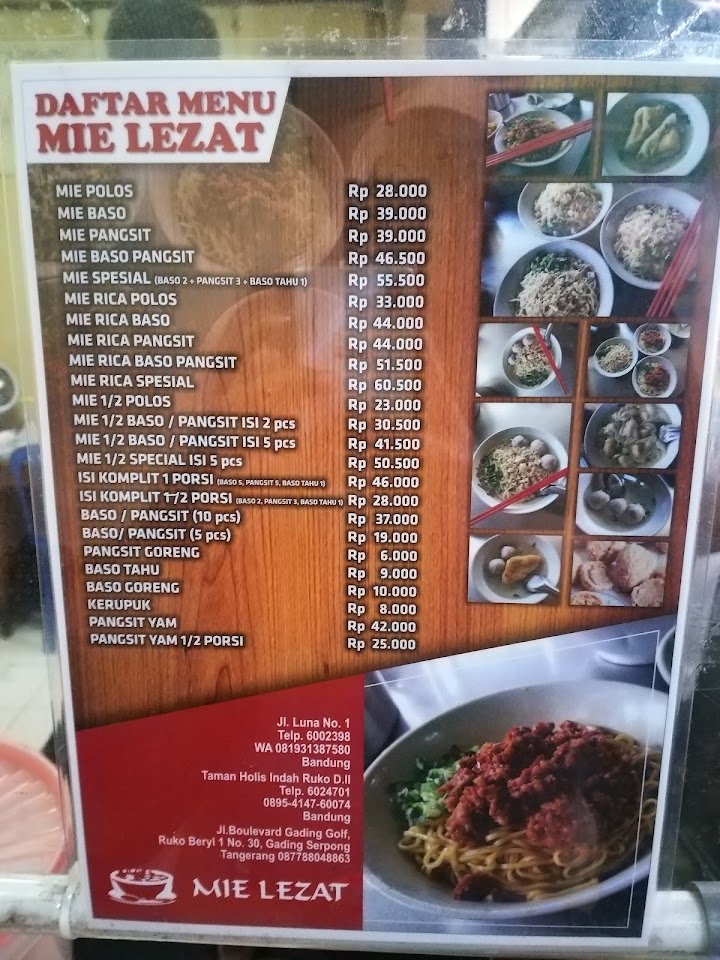 DAFTAR MENU
MIE LEZAT
MIE POLOS Rp 28.000
MIE BASO Rp 39.000
MIE PANGSIT Rp 39.000
MIE BASO PANGSIT Rp 46.500
MIE SPESIAL (BASO 2 + PANGSIT 3 + BASO TAHU 1) Rp 55.500
MIE RICA POLOS Rp 33.000
MIE RICA BASO Rp 44.000
MIE RICA PANGSIT Rp 44.000
MIE RICA BASO PANGSIT Rp 51.500
MIE RICA SPESIAL Rp 60.500
MIE 1/2 POLOS Rp 23.000
MIE 1/2 BASO / PANGSIT ISI 2 pcs Rp 30.500
MIE 1/2 BASO / PANGSIT ISI 5 pcs Rp 41.500
MIE 1/2 SPECIAL ISI 5 pcs Rp 50.500
ISI KOMPLIT 1 PORSI (BASO 5, PANGSIT 5, BASO TAHU 1) Rp 46.000
ISI KOMPLIT 1/2 PORSI (BASO 2, PANGSIT 3, BASO TAHU 1) Rp 28.000
BASO / PANGSIT (10 pcs) Rp 37.000
BASO/ PANGSIT (5 pcs) Rp 19.000
PANGSIT GORENG Rp 6.000
BASO TAHU Rp 9.000
BASO GORENG Rp 10.000
KERUPUK Rp 8.000
PANGSIT YAM Rp 42.000
PANGSIT YAM 1/2 PORSI Rp 25.000
Jl. Luna No. 1
Telp. 6002398
WA 081931387580
Bandung
Taman Holis Indah Ruko D.II
Telp. 6024701
0895-4147-60074
Bandung
Jl.Boulevard Gading Golf,
Ruko Beryl 1 No. 30, Gading Serpong
Tangerang 087788048863
MIE LEZAT